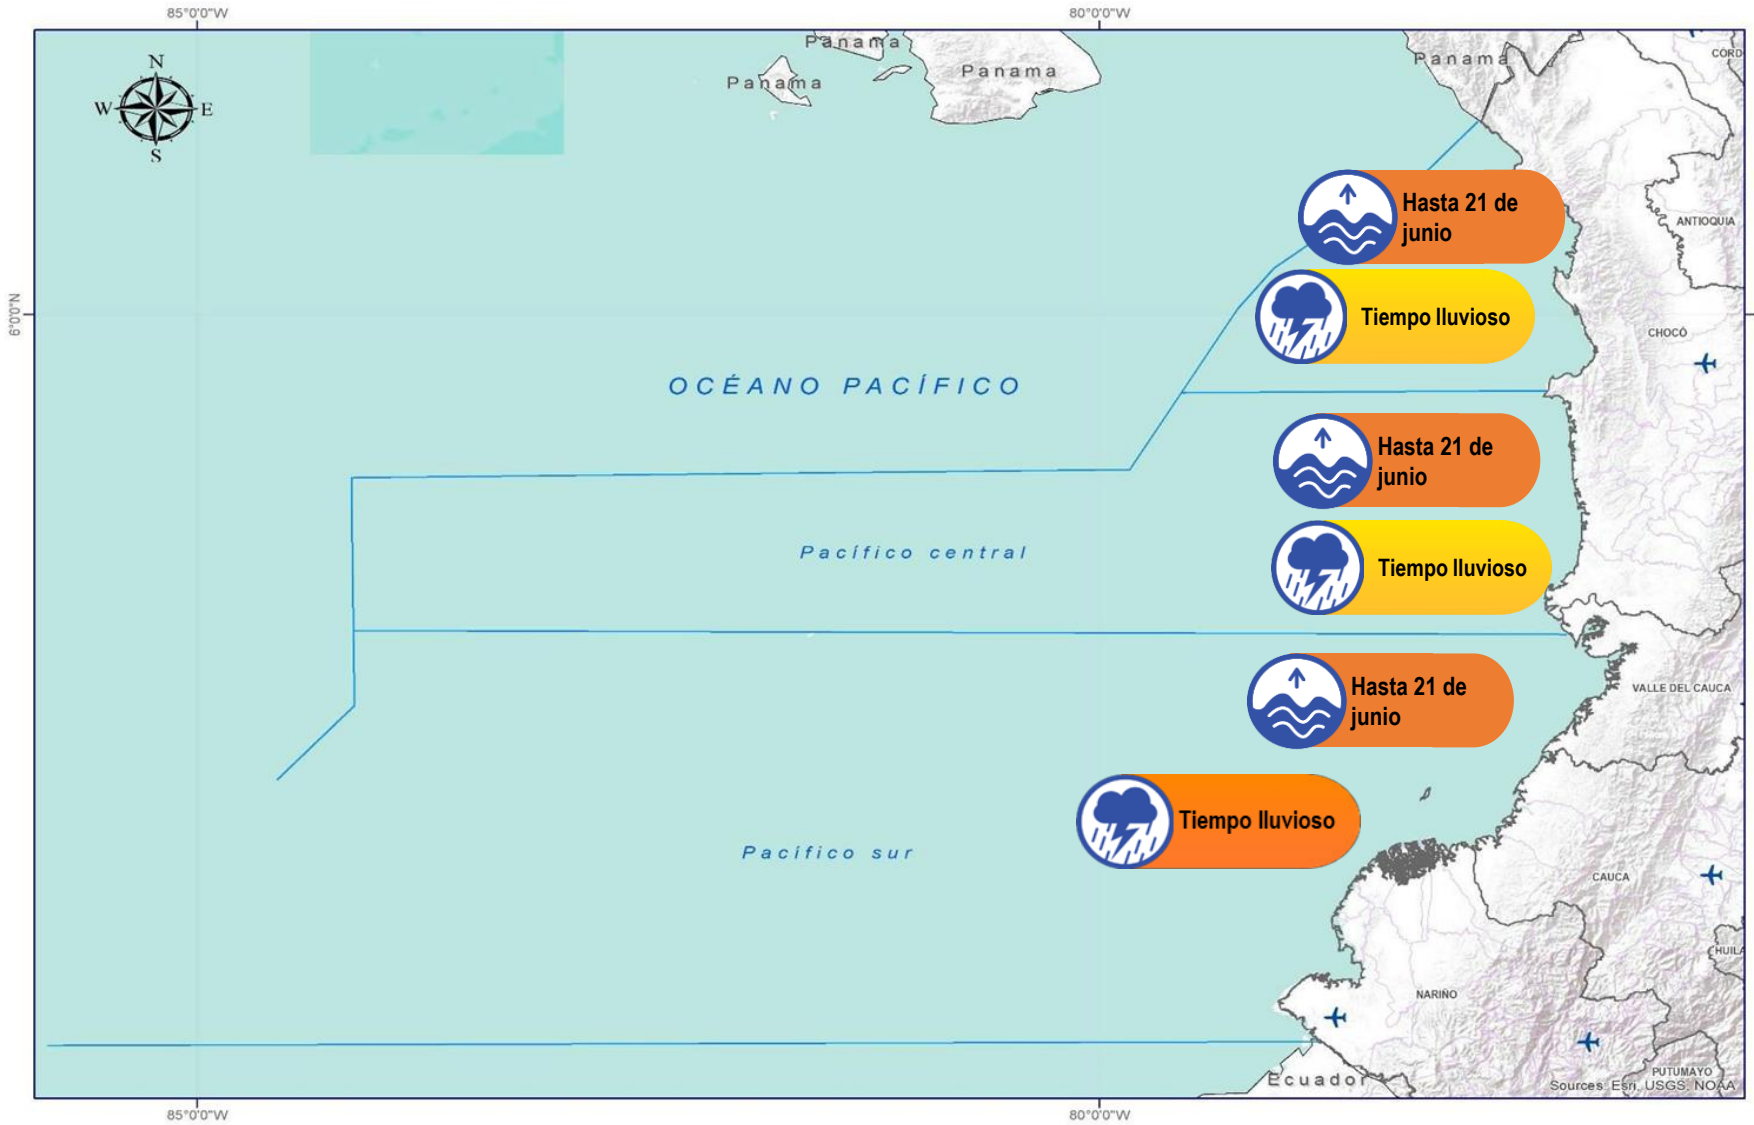 85°0'0"W
80°0'0"W
N
W
E
S
Panama
Panama
Panama
Panama
ANTIOQUIA
Hasta 21 de
junio
6°0'0"N
Tiempo lluvioso
CHOCÓ
OCÉANO PACÍFICO
Hasta 21 de
junio
Pacífico central
Tiempo lluvioso
Hasta 21 de
junio
VALLE DEL CAUCA
Tiempo lluvioso
Pacífico sur
CAUCA
HUILA
NARIÑO
Ecuador
PUTUMAYO
Sources: Esri, USGS, NOAA
85°0'0"W
80°0'0"W